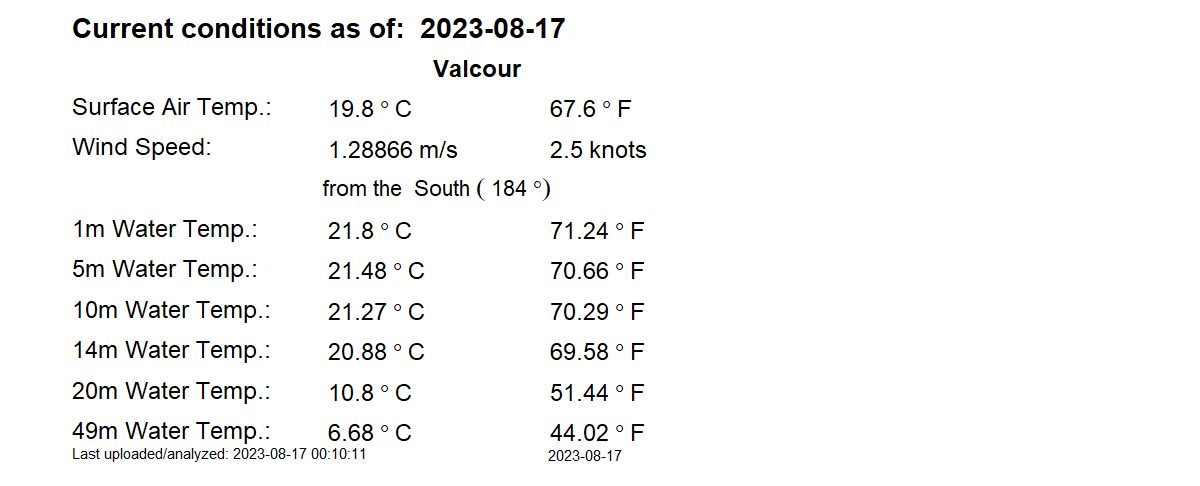 Current conditions as of: 2023-08-17
Valcour
Surface Air Temp.: 19.8 ° C 67.6 ° F
Wind Speed: 1.28866 m/s 2.5 knots
from the South ( 184 °)
1m Water Temp.: 21.8 ° C 71.24 ° F
5m Water Temp.: 21.48 ° C 70.66 ° F
10m Water Temp.: 21.27 ° C 70.29 ° F
14m Water Temp.: 20.88 ° C 69.58 ° F
20m Water Temp.: 10.8 ° C 51.44 ° F
49m Water Temp.: 6.68 ° C 44.02 ° F
Last uploaded/analyzed: 2023-08-17 00:10:11 2023-08-17